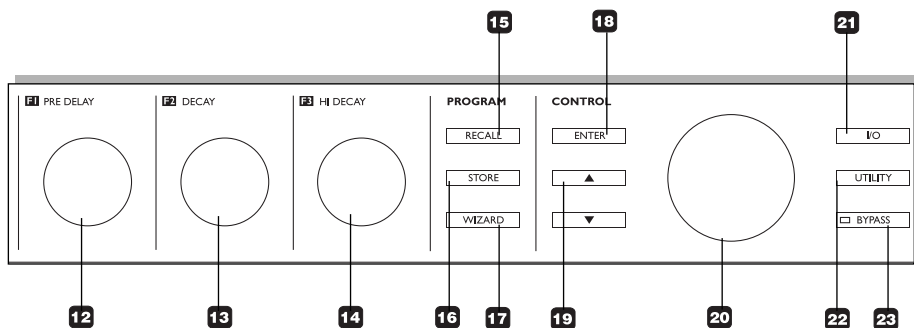 15
18
21
F1 PRE DELAY
F2 DECAY
F3 HI DECAY
PROGRAM
CONTROL
RECALL
ENTER
I/O
STORE
▲
UTILITY
WIZARD
▼
BYPASS
12
13
14
16
17
19
20
22
23